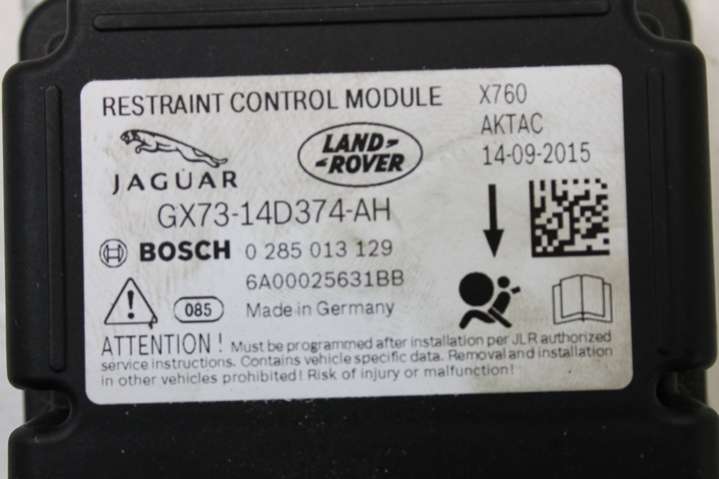 RESTRAINT CONTROL MODULE
X760
AKTAC
14-09-2015
JAGUAR
LAND ROVER
GX73-14D374-AH
BOSCH 0 285 013 129
6A00025631BB
085 Made in Germany
ATTENTION ! Must be programmed after installation per JLR authorized
service instructions. Contains vehicle specific data. Removal and installation
in other vehicles prohibited ! Risk of injury or malfunction!